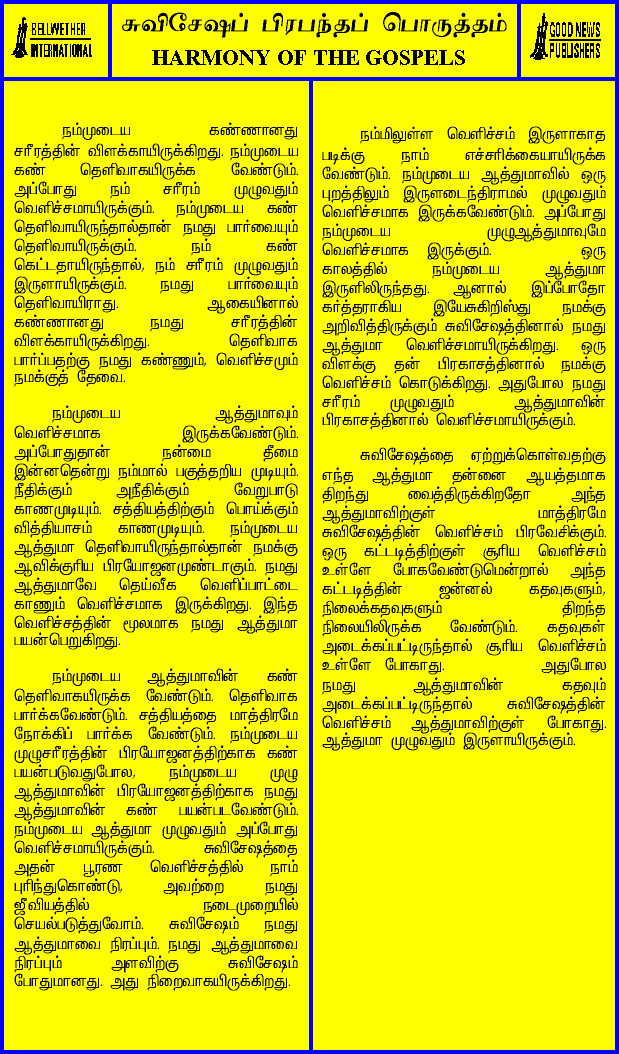 BELLWETHER
INTERNATIONAL
சுவிசேஷப் பிரபந்தப் பொருத்தம்
HARMONY OF THE GOSPELS
GOOD NEWS
PUBLISHERS
நம்முடைய கண்ணானது
சரீரத்தின் விளக்காயிருக்கிறது. நம்முடைய
கண் தெளிவாகயிருக்க வேண்டும்.
அப்போது நம் சரீரம் முழுவதும்
வெளிச்சமாயிருக்கும். நம்முடைய கண்
தெளிவாயிருந்தால்தான் நமது பார்வையும்
தெளிவாயிருக்கும். நம் கண்
கெட்டதாயிருந்தால், நம் சரீரம் முழுவதும்
இருளாயிருக்கும். நமது பார்வையும்
தெளிவாயிராது. ஆகையினால்
கண்ணானது நமது சரீரத்தின்
விளக்காயிருக்கிறது. தெளிவாக
பார்ப்பதற்கு நமது கண்ணும், வெளிச்சமும்
நமக்குத் தேவை.
நம்முடைய ஆத்துமாவும்
வெளிச்சமாக இருக்கவேண்டும்.
அப்போதுதான் நன்மை தீமை
இன்னதென்று நம்மால் பகுத்தறிய முடியும்.
நீதிக்கும் அநீதிக்கும் வேறுபாடு
காணமுடியும். சத்தியத்திற்கும் பொய்க்கும்
வித்தியாசம் காணமுடியும். நம்முடைய
ஆத்துமா தெளிவாயிருந்தால்தான் நமக்கு
ஆவிக்குரிய பிரயோஜனமுண்டாகும். நமது
ஆத்துமாவே தெய்வீக வெளிப்பாட்டை
காணும் வெளிச்சமாக இருக்கிறது. இந்த
வெளிச்சத்தின் மூலமாக நமது ஆத்துமா
பயன்பெறுகிறது.
நம்முடைய ஆத்துமாவின் கண்
தெளிவாகயிருக்க வேண்டும். தெளிவாக
பார்க்கவேண்டும். சத்தியத்தை மாத்திரமே
நோக்கிப் பார்க்க வேண்டும். நம்முடைய
முழுசரீரத்தின் பிரயோஜனத்திற்காக கண்
பயன்படுவதுபோல, நம்முடைய முழு
ஆத்துமாவின் பிரயோஜனத்திற்காக நமது
ஆத்துமாவின் கண் பயன்படவேண்டும்.
நம்முடைய ஆத்துமா முழுவதும் அப்போது
வெளிச்சமாயிருக்கும். சுவிசேஷத்தை
அதன் பூரண வெளிச்சத்தில் நாம்
புரிந்துகொண்டு, அவற்றை நமது
ஜீவியத்தில் நடைமுறையில்
செயல்படுத்துவோம். சுவிசேஷம் நமது
ஆத்துமாவை நிரப்பும். நமது ஆத்துமாவை
நிரப்பும் அளவிற்கு சுவிசேஷம்
போதுமானது. அது நிறைவாகயிருக்கிறது.
நம்மிலுள்ள வெளிச்சம் இருளாகாத
படிக்கு நாம் எச்சரிக்கையாயிருக்க
வேண்டும். நம்முடைய ஆத்துமாவில் ஒரு
புறத்திலும் இருளடைந்திராமல் முழுவதும்
வெளிச்சமாக இருக்கவேண்டும். அப்போது
நம்முடைய முழுஆத்துமாவுமே
வெளிச்சமாக இருக்கும். ஒரு
காலத்தில் நம்முடைய ஆத்துமா
இருளிலிருந்தது. ஆனால் இப்போதோ
கர்த்தராகிய இயேசுகிறிஸ்து நமக்கு
அறிவித்திருக்கும் சுவிசேஷத்தினால் நமது
ஆத்துமா வெளிச்சமாயிருக்கிறது. ஒரு
விளக்கு தன் பிரகாசத்தினால் நமக்கு
வெளிச்சம் கொடுக்கிறது. அதுபோல நமது
சரீரம் முழுவதும் ஆத்துமாவின்
பிரகாசத்தினால் வெளிச்சமாயிருக்கும்.
சுவிசேஷத்தை ஏற்றுக்கொள்வதற்கு
எந்த ஆத்துமா தன்னை ஆயத்தமாக
திறந்து வைத்திருக்கிறதோ அந்த
ஆத்துமாவிற்குள் மாத்திரமே
சுவிசேஷத்தின் வெளிச்சம் பிரவேசிக்கும்.
ஒரு கட்டடித்திற்குள் சூரிய வெளிச்சம்
உள்ளே போகவேண்டுமென்றால் அந்த
கட்டடித்தின் ஜன்னல் கதவுகளும்,
நிலைக்கதவுகளும் திறந்த
நிலையிலிருக்க வேண்டும். கதவுகள்
அடைக்கப்பட்டிருந்தால் சூரிய வெளிச்சம்
உள்ளே போகாது. அதுபோல
நமது ஆத்துமாவின் கதவும்
அடைக்கப்பட்டிருந்தால் சுவிசேஷத்தின்
வெளிச்சம் ஆத்துமாவிற்குள் போகாது.
ஆத்துமா முழுவதும் இருளாயிருக்கும்.